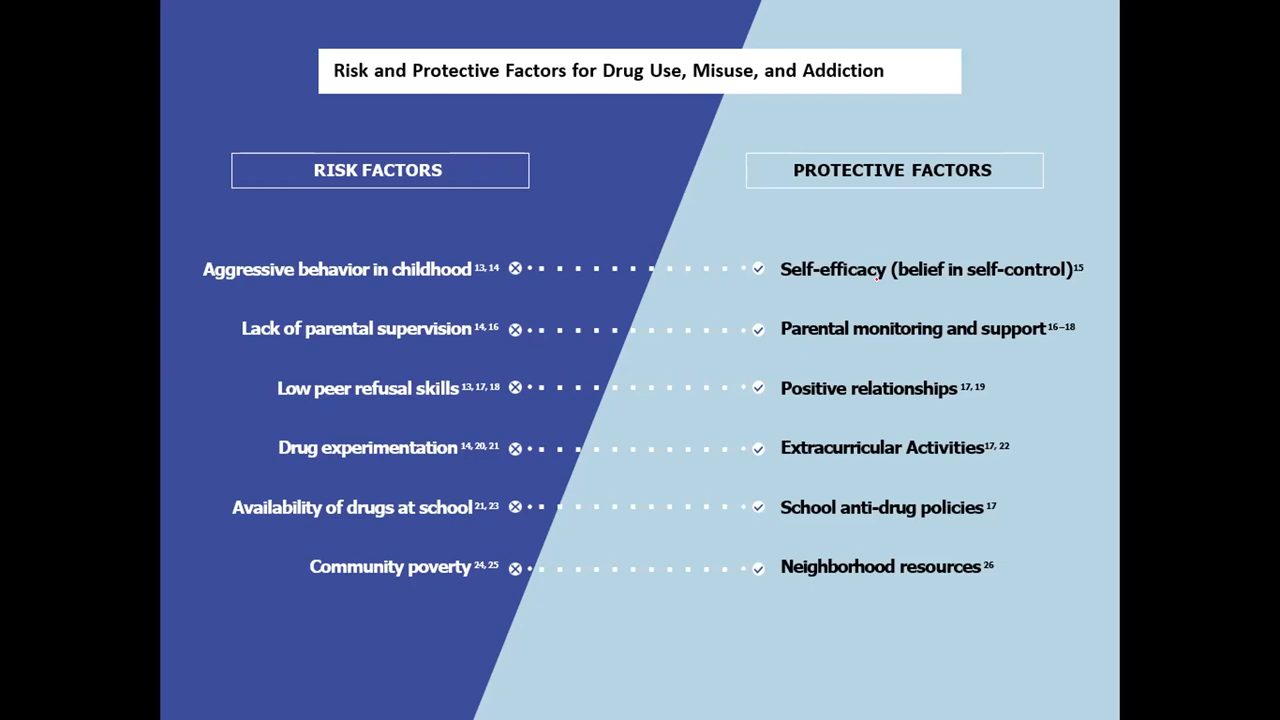 Risk and Protective Factors for Drug Use, Misuse, and Addiction
RISK FACTORS
PROTECTIVE FACTORS
Aggressive behavior in childhood 13, 14
Self-efficacy (belief in self-control)15
Lack of parental supervision 14, 16
Parental monitoring and support 16–18
Low peer refusal skills 13, 17, 18
Positive relationships 17, 19
Drug experimentation 14, 20, 21
Extracurricular Activities17, 22
Availability of drugs at school 21, 23
School anti-drug policies 17
Community poverty 24, 25
Neighborhood resources 26